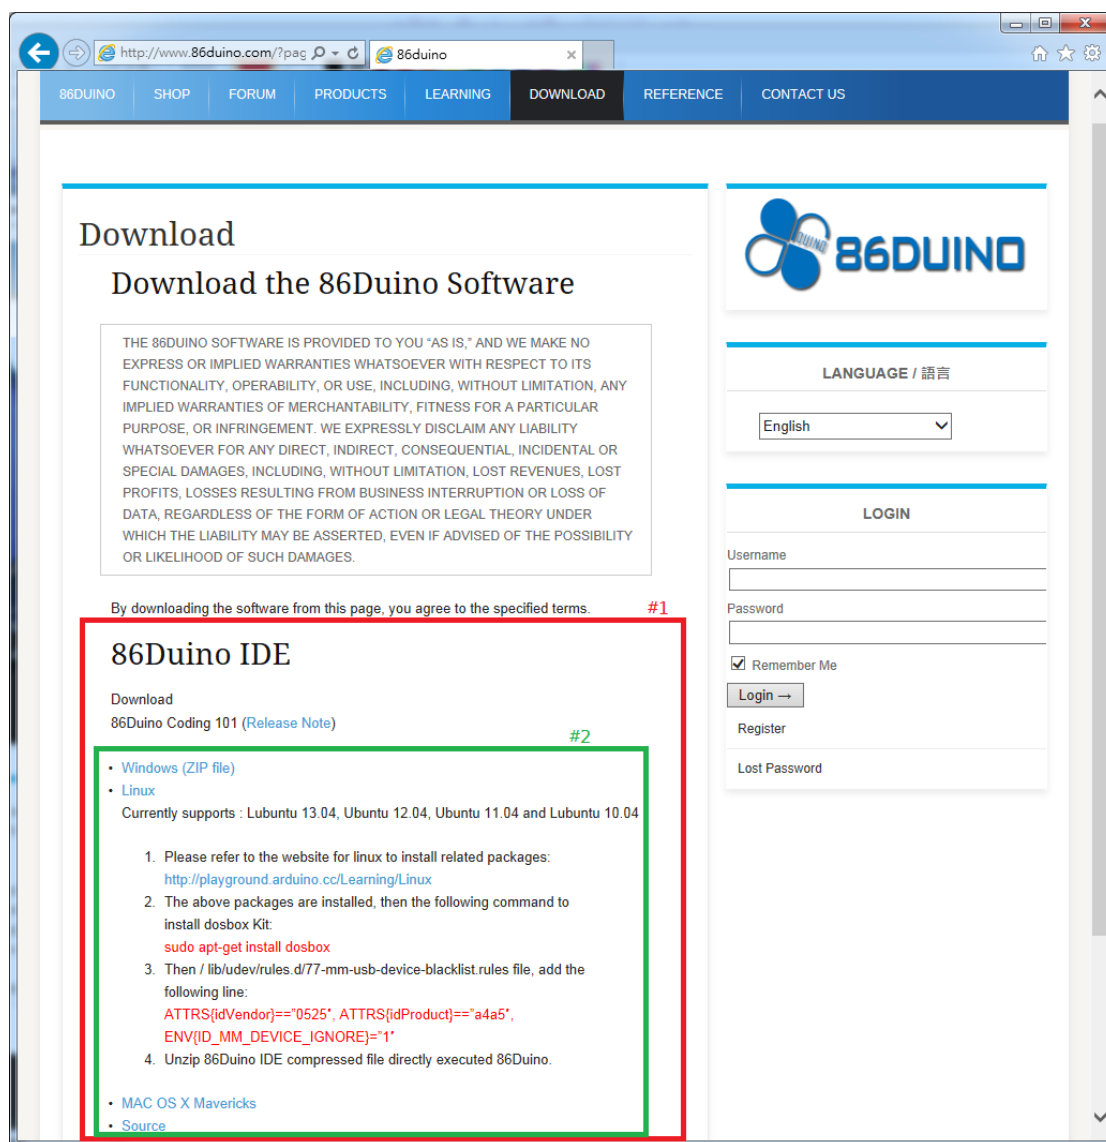 http://www.86duino.com/?pag
86duino
86DUINO SHOP FORUM PRODUCTS LEARNING DOWNLOAD REFERENCE CONTACT US
Download
Download the 86Duino Software
THE 86DUINO SOFTWARE IS PROVIDED TO YOU “AS IS,” AND WE MAKE NO
EXPRESS OR IMPLIED WARRANTIES WHATSOEVER WITH RESPECT TO ITS
FUNCTIONALITY, OPERABILITY, OR USE, INCLUDING, WITHOUT LIMITATION, ANY
IMPLIED WARRANTIES OF MERCHANTABILITY, FITNESS FOR A PARTICULAR
PURPOSE, OR INFRINGEMENT. WE EXPRESSLY DISCLAIM ANY LIABILITY
WHATSOEVER FOR ANY DIRECT, INDIRECT, CONSEQUENTIAL, INCIDENTAL OR
SPECIAL DAMAGES, INCLUDING, WITHOUT LIMITATION, LOST REVENUES, LOST
PROFITS, LOSSES RESULTING FROM BUSINESS INTERRUPTION OR LOSS OF
DATA, REGARDLESS OF THE FORM OF ACTION OR LEGAL THEORY UNDER
WHICH THE LIABILITY MAY BE ASSERTED, EVEN IF ADVISED OF THE POSSIBILITY
OR LIKELIHOOD OF SUCH DAMAGES.
By downloading the software from this page, you agree to the specified terms.
#1
86Duino IDE
Download
86Duino Coding 101 (Release Note)
#2
• Windows (ZIP file)
• Linux
Currently supports : Lubuntu 13.04, Ubuntu 12.04, Ubuntu 11.04 and Lubuntu 10.04
1. Please refer to the website for linux to install related packages:
http://playground.arduino.cc/Learning/Linux
2. The above packages are installed, then the following command to
install dosbox Kit:
sudo apt-get install dosbox
3. Then / lib/udev/rules.d/77-mm-usb-device-blacklist.rules file, add the
following line:
ATTRS{idVendor}==”0525″, ATTRS{idProduct}==”a4a5″,
ENV{ID_MM_DEVICE_IGNORE}=”1″
4. Unzip 86Duino IDE compressed file directly executed 86Duino.
• MAC OS X Mavericks
• Source
DUINO 86DUINO
LANGUAGE / 語言
English
LOGIN
Username
Password
Remember Me
Login →
Register
Lost Password